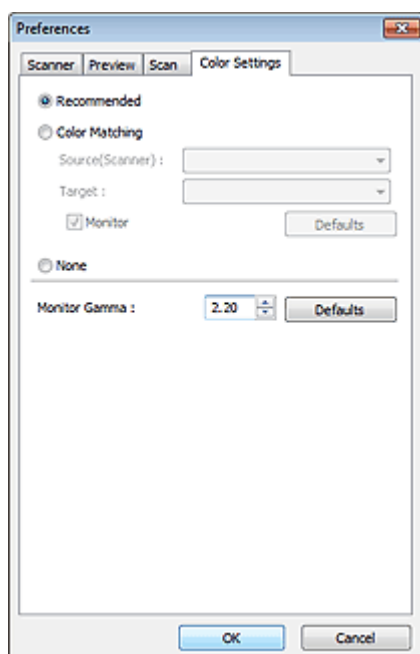 Preferences
Scanner Preview Scan Color Settings
Recommended
Color Matching
Source(Scanner) :
Target :
Monitor Defaults
None
Monitor Gamma : 2.20 Defaults
OK Cancel